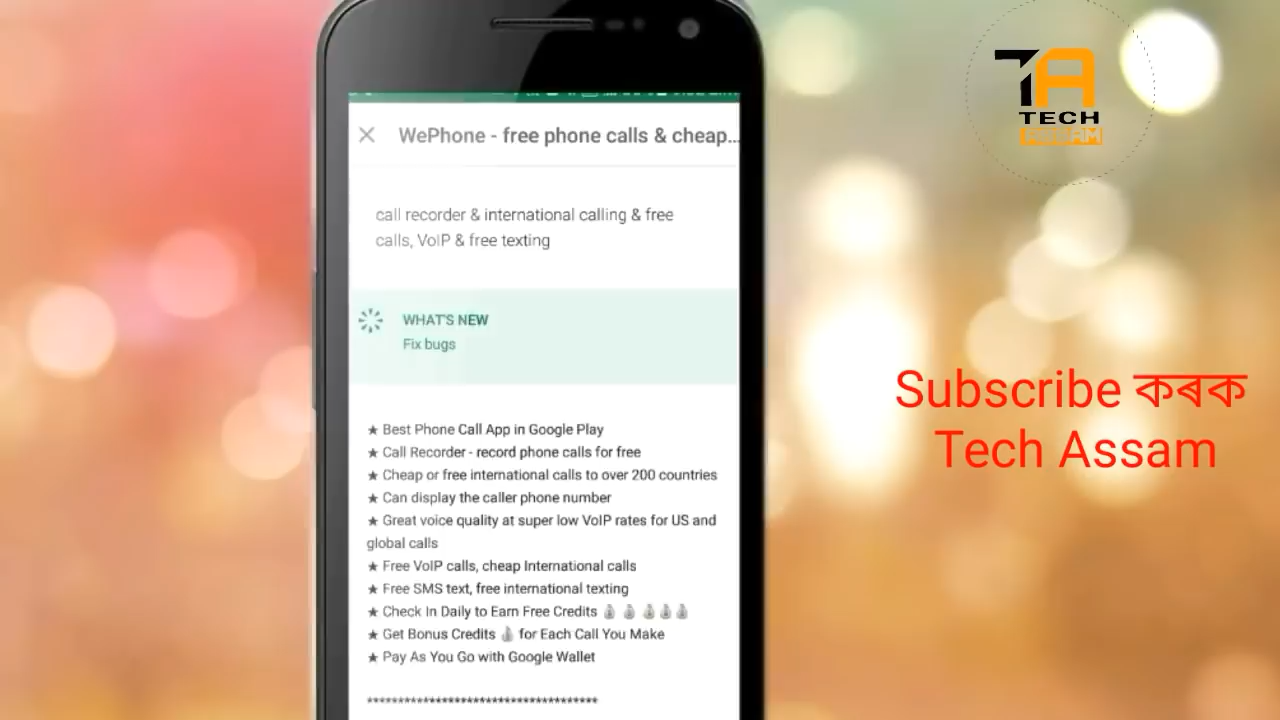 WePhone - free phone calls & cheap...
call recorder & international calling & free
calls, VoIP & free texting
WHAT'S NEW
Fix bugs
★ Best Phone Call App in Google Play
★ Call Recorder - record phone calls for free
★ Cheap or free international calls to over 200 countries
★ Can display the caller phone number
★ Great voice quality at super low VoIP rates for US and
global calls
★ Free VoIP calls, cheap International calls
★ Free SMS text, free international texting
★ Check In Daily to Earn Free Credits 💰 💰 💰 💰 💰
★ Get Bonus Credits 💰 for Each Call You Make
★ Pay As You Go with Google Wallet
*************************************
TA
TECH
ASSAM
Subscribe কৰক
Tech Assam